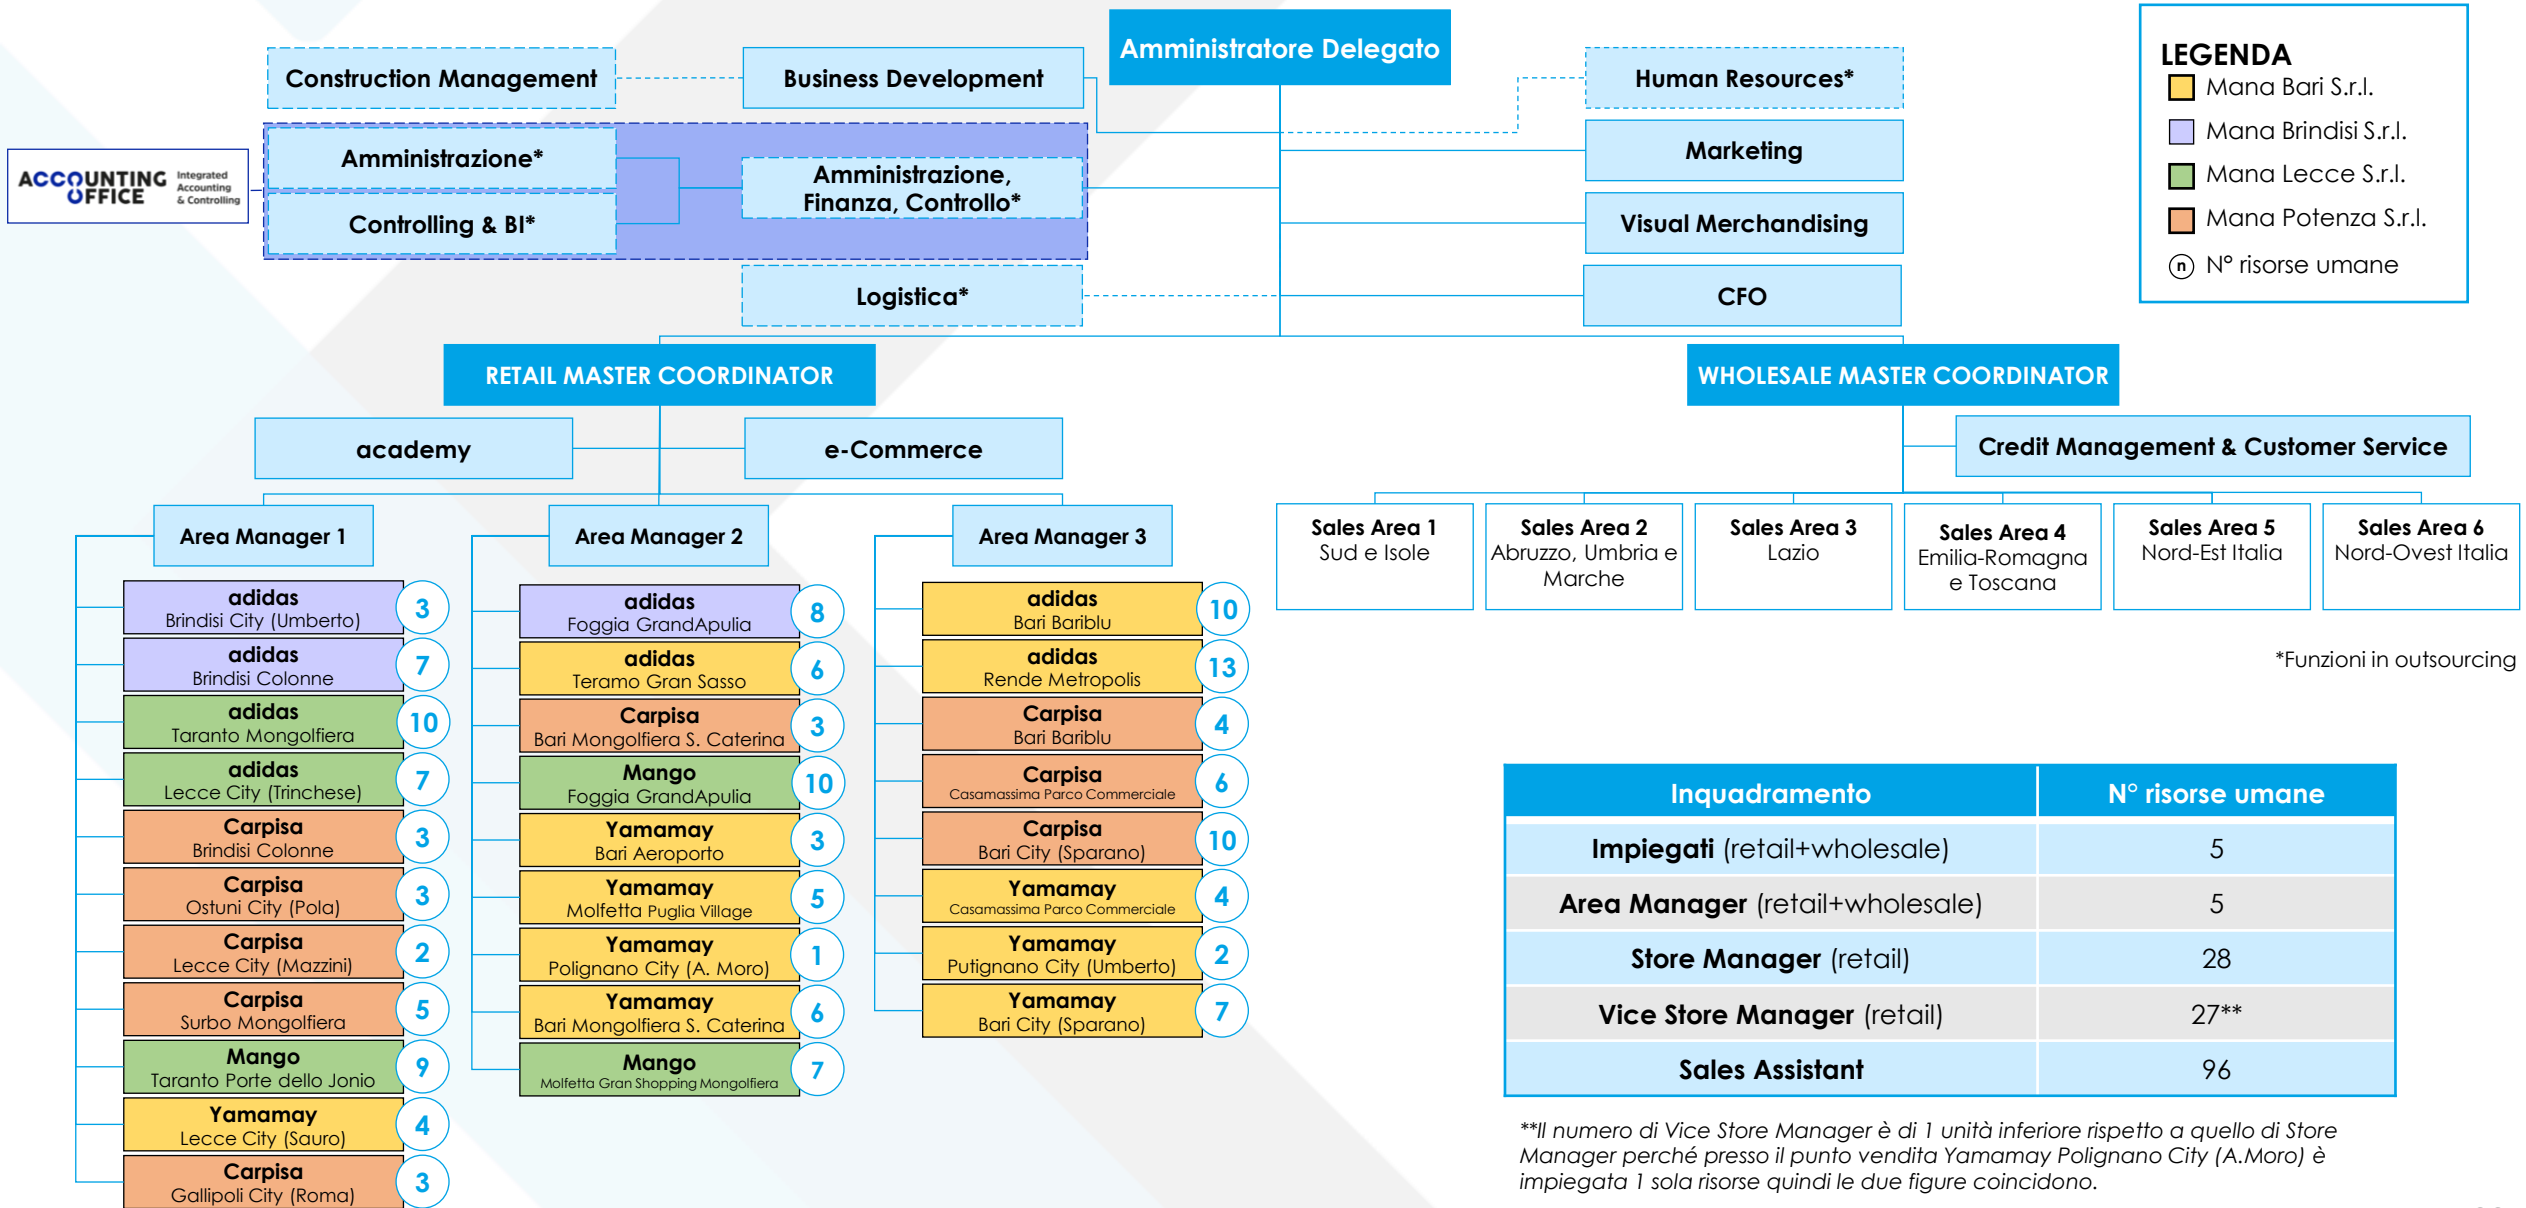 Amministratore Delegato
Construction Management
Business Development
Human Resources*
Marketing
Visual Merchandising
CFO
ACCOUNTING
OFFICE
Integrated
Accounting
& Controlling
Amministrazione*
Controlling & BI*
Amministrazione,
Finanza, Controllo*
Logistica*
LEGENDA
Mana Bari S.r.l.
Mana Brindisi S.r.l.
Mana Lecce S.r.l.
Mana Potenza S.r.l.
n N° risorse umane
RETAIL MASTER COORDINATOR
academy
e-Commerce
Area Manager 1
adidas
Brindisi City (Umberto)
3
adidas
Brindisi Colonne
7
adidas
Taranto Mongolfiera
10
adidas
Lecce City (Trinchese)
7
Carpisa
Brindisi Colonne
3
Carpisa
Ostuni City (Pola)
3
Carpisa
Lecce City (Mazzini)
2
Carpisa
Surbo Mongolfiera
5
Mango
Taranto Porte dello Jonio
9
Yamamay
Lecce City (Sauro)
4
Carpisa
Gallipoli City (Roma)
3
Area Manager 2
adidas
Foggia GrandApulia
8
adidas
Teramo Gran Sasso
6
Carpisa
Bari Mongolfiera S. Caterina
3
Mango
Foggia GrandApulia
10
Yamamay
Bari Aeroporto
3
Yamamay
Molfetta Puglia Village
5
Yamamay
Polignano City (A. Moro)
1
Yamamay
Bari Mongolfiera S. Caterina
6
Mango
Molfetta Gran Shopping Mongolfiera
7
Area Manager 3
adidas
Bari Bariblu
10
adidas
Rende Metropolis
13
Carpisa
Bari Bariblu
4
Carpisa
Casamassima Parco Commerciale
6
Carpisa
Bari City (Sparano)
10
Yamamay
Casamassima Parco Commerciale
4
Yamamay
Putignano City (Umberto)
2
Yamamay
Bari City (Sparano)
7
WHOLESALE MASTER COORDINATOR
Credit Management & Customer Service
Sales Area 1
Sud e Isole
Sales Area 2
Abruzzo, Umbria e
Marche
Sales Area 3
Lazio
Sales Area 4
Emilia-Romagna
e Toscana
Sales Area 5
Nord-Est Italia
Sales Area 6
Nord-Ovest Italia
*Funzioni in outsourcing
Inquadramento N° risorse umane
Impiegati (retail+wholesale) 5
Area Manager (retail+wholesale) 5
Store Manager (retail) 28
Vice Store Manager (retail) 27**
Sales Assistant 96
**Il numero di Vice Store Manager è di 1 unità inferiore rispetto a quello di Store
Manager perché presso il punto vendita Yamamay Polignano City (A.Moro) è
impiegata 1 sola risorse quindi le due figure coincidono.